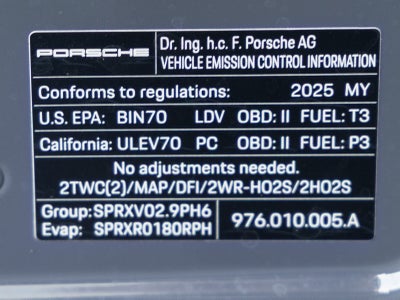 PORSCHE
Dr. Ing. h.c. F. Porsche AG
VEHICLE EMISSION CONTROL INFORMATION
Conforms to regulations: 2025 MY
U.S. EPA: BIN70 LDV OBD: II FUEL: T3
California: ULEV70 PC OBD: II FUEL: P3
No adjustments needed.
2TWC(2)/MAP/DFI/2WR-HO2S/2HO2S
Group: SPRXV02.9PH6
Evap: SPRXR0180RPH
976.010.005.A